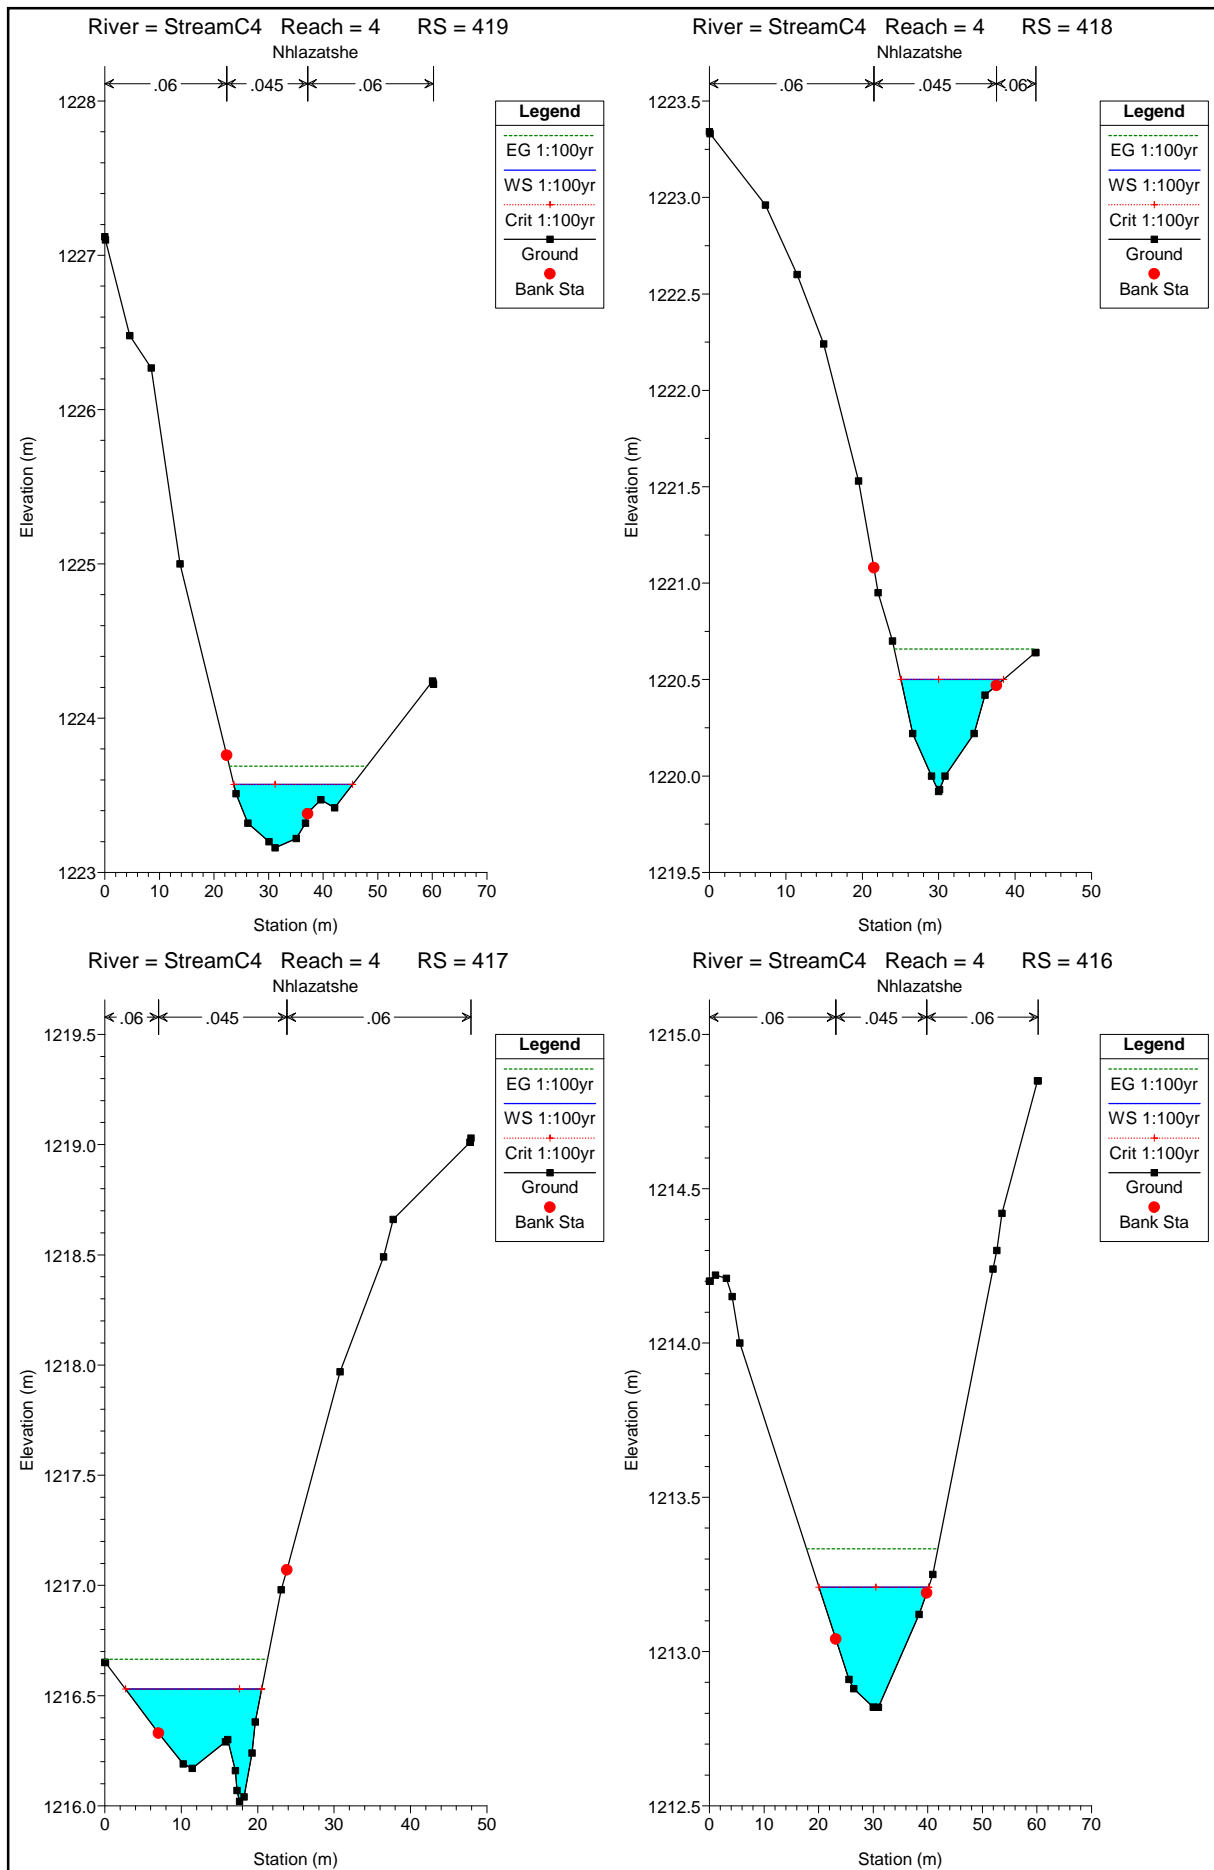 River = StreamC4 Reach = 4 RS = 419
Nhlazatshe
.06 .045 .06
Legend
EG 1:100yr
WS 1:100yr
Crit 1:100yr
Ground
Bank Sta
1228
1227
1226
1225
1224
1223
Elevation (m)
0 10 20 30 40 50 60 70
Station (m)
River = StreamC4 Reach = 4 RS = 418
Nhlazatshe
.06 .045 .06
Legend
EG 1:100yr
WS 1:100yr
Crit 1:100yr
Ground
Bank Sta
1223.5
1223.0
1222.5
1222.0
1221.5
1221.0
1220.5
1220.0
1219.5
Elevation (m)
0 10 20 30 40 50
Station (m)
River = StreamC4 Reach = 4 RS = 417
Nhlazatshe
.06 .045 .06
Legend
EG 1:100yr
WS 1:100yr
Crit 1:100yr
Ground
Bank Sta
1219.5
1219.0
1218.5
1218.0
1217.5
1217.0
1216.5
1216.0
Elevation (m)
0 10 20 30 40 50
Station (m)
River = StreamC4 Reach = 4 RS = 416
Nhlazatshe
.06 .045 .06
Legend
EG 1:100yr
WS 1:100yr
Crit 1:100yr
Ground
Bank Sta
1215.0
1214.5
1214.0
1213.5
1213.0
1212.5
Elevation (m)
0 10 20 30 40 50 60 70
Station (m)